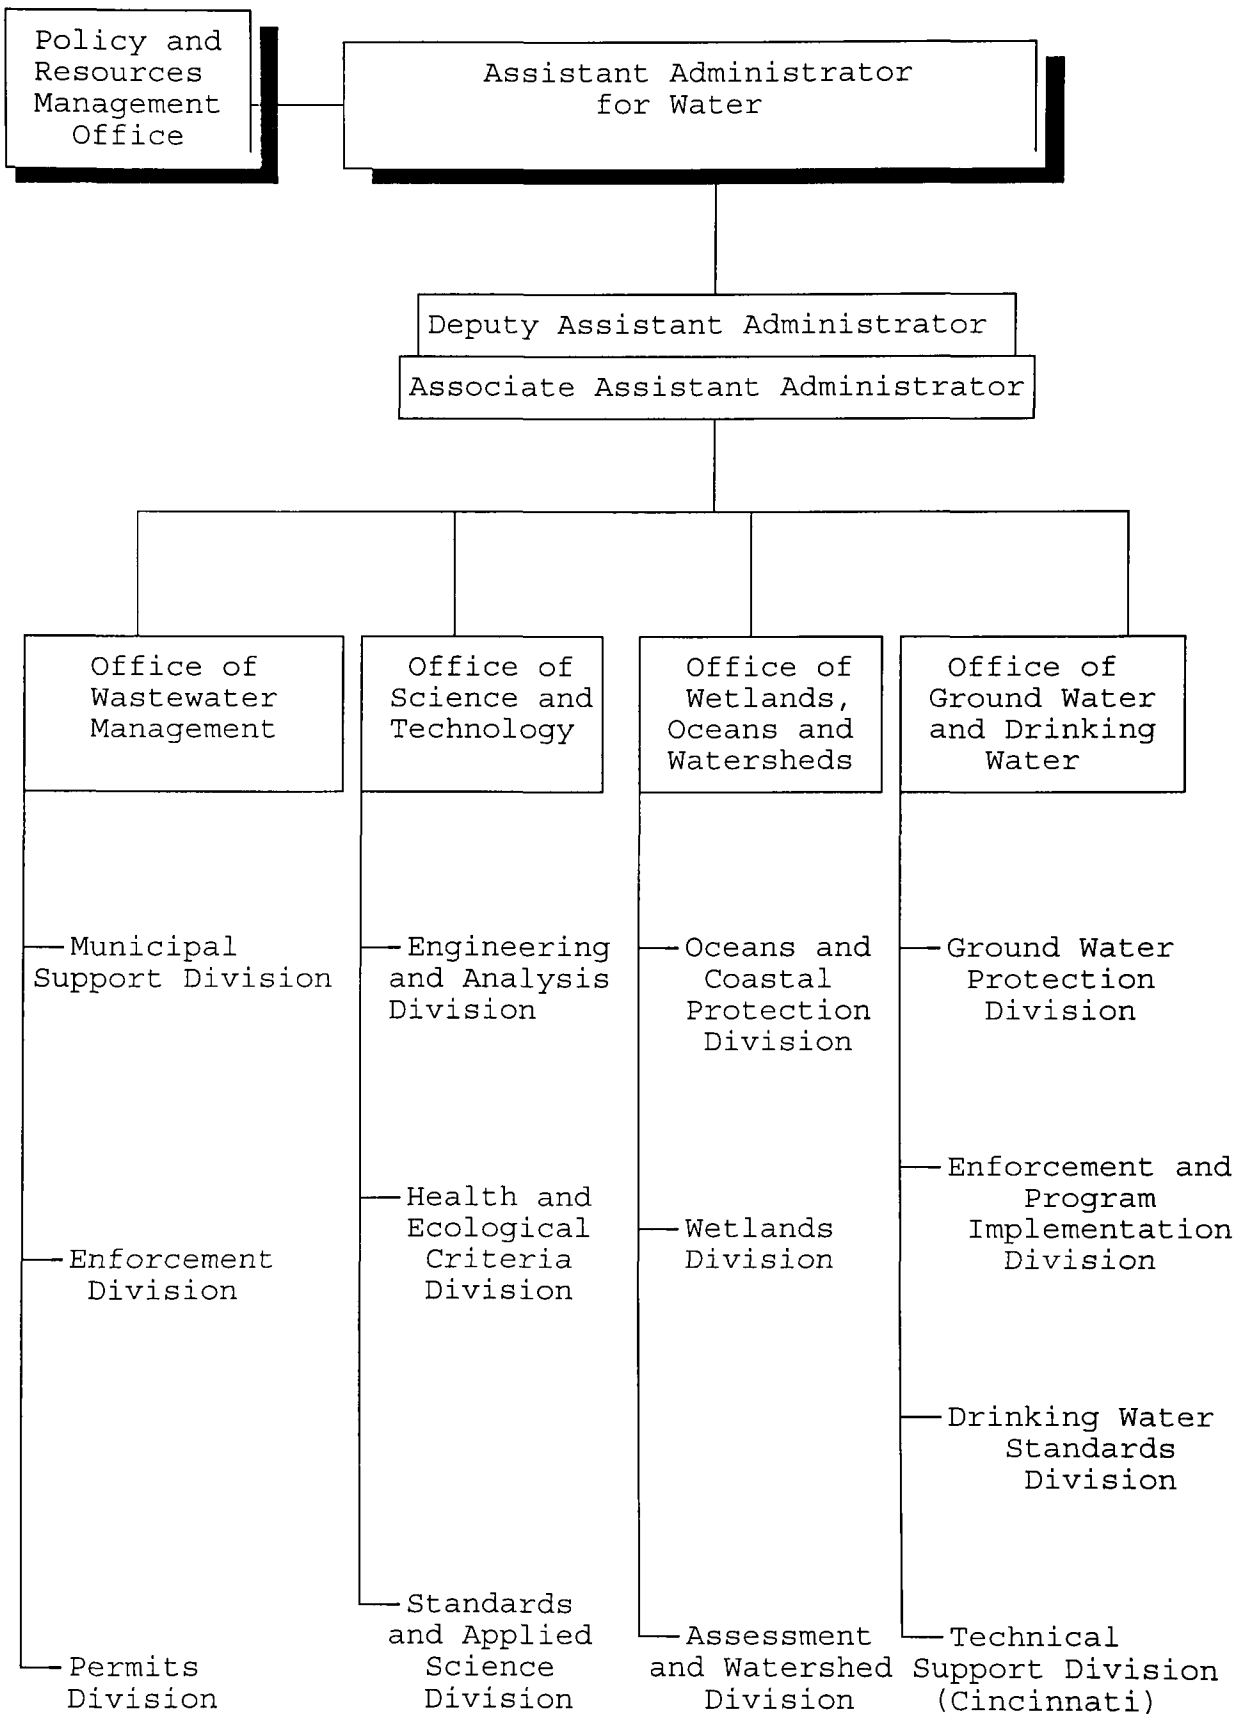 Policy and
Resources
Management
Office
Assistant Administrator
for Water
Deputy Assistant Administrator
Associate Assistant Administrator
Office of
Wastewater
Management
Office of
Science and
Technology
Office of
Wetlands,
Oceans and
Watersheds
Office of
Ground Water
and Drinking
Water
Municipal
Support Division
Enforcement
Division
Permits
Division
Engineering
and Analysis
Division
Health and
Ecological
Criteria
Division
Standards
and Applied
Science
Division
Oceans and
Coastal
Protection
Division
Wetlands
Division
Assessment
and Watershed
Division
Ground Water
Protection
Division
Enforcement and
Program
Implementation
Division
Drinking Water
Standards
Division
Technical
Support Division
(Cincinnati)